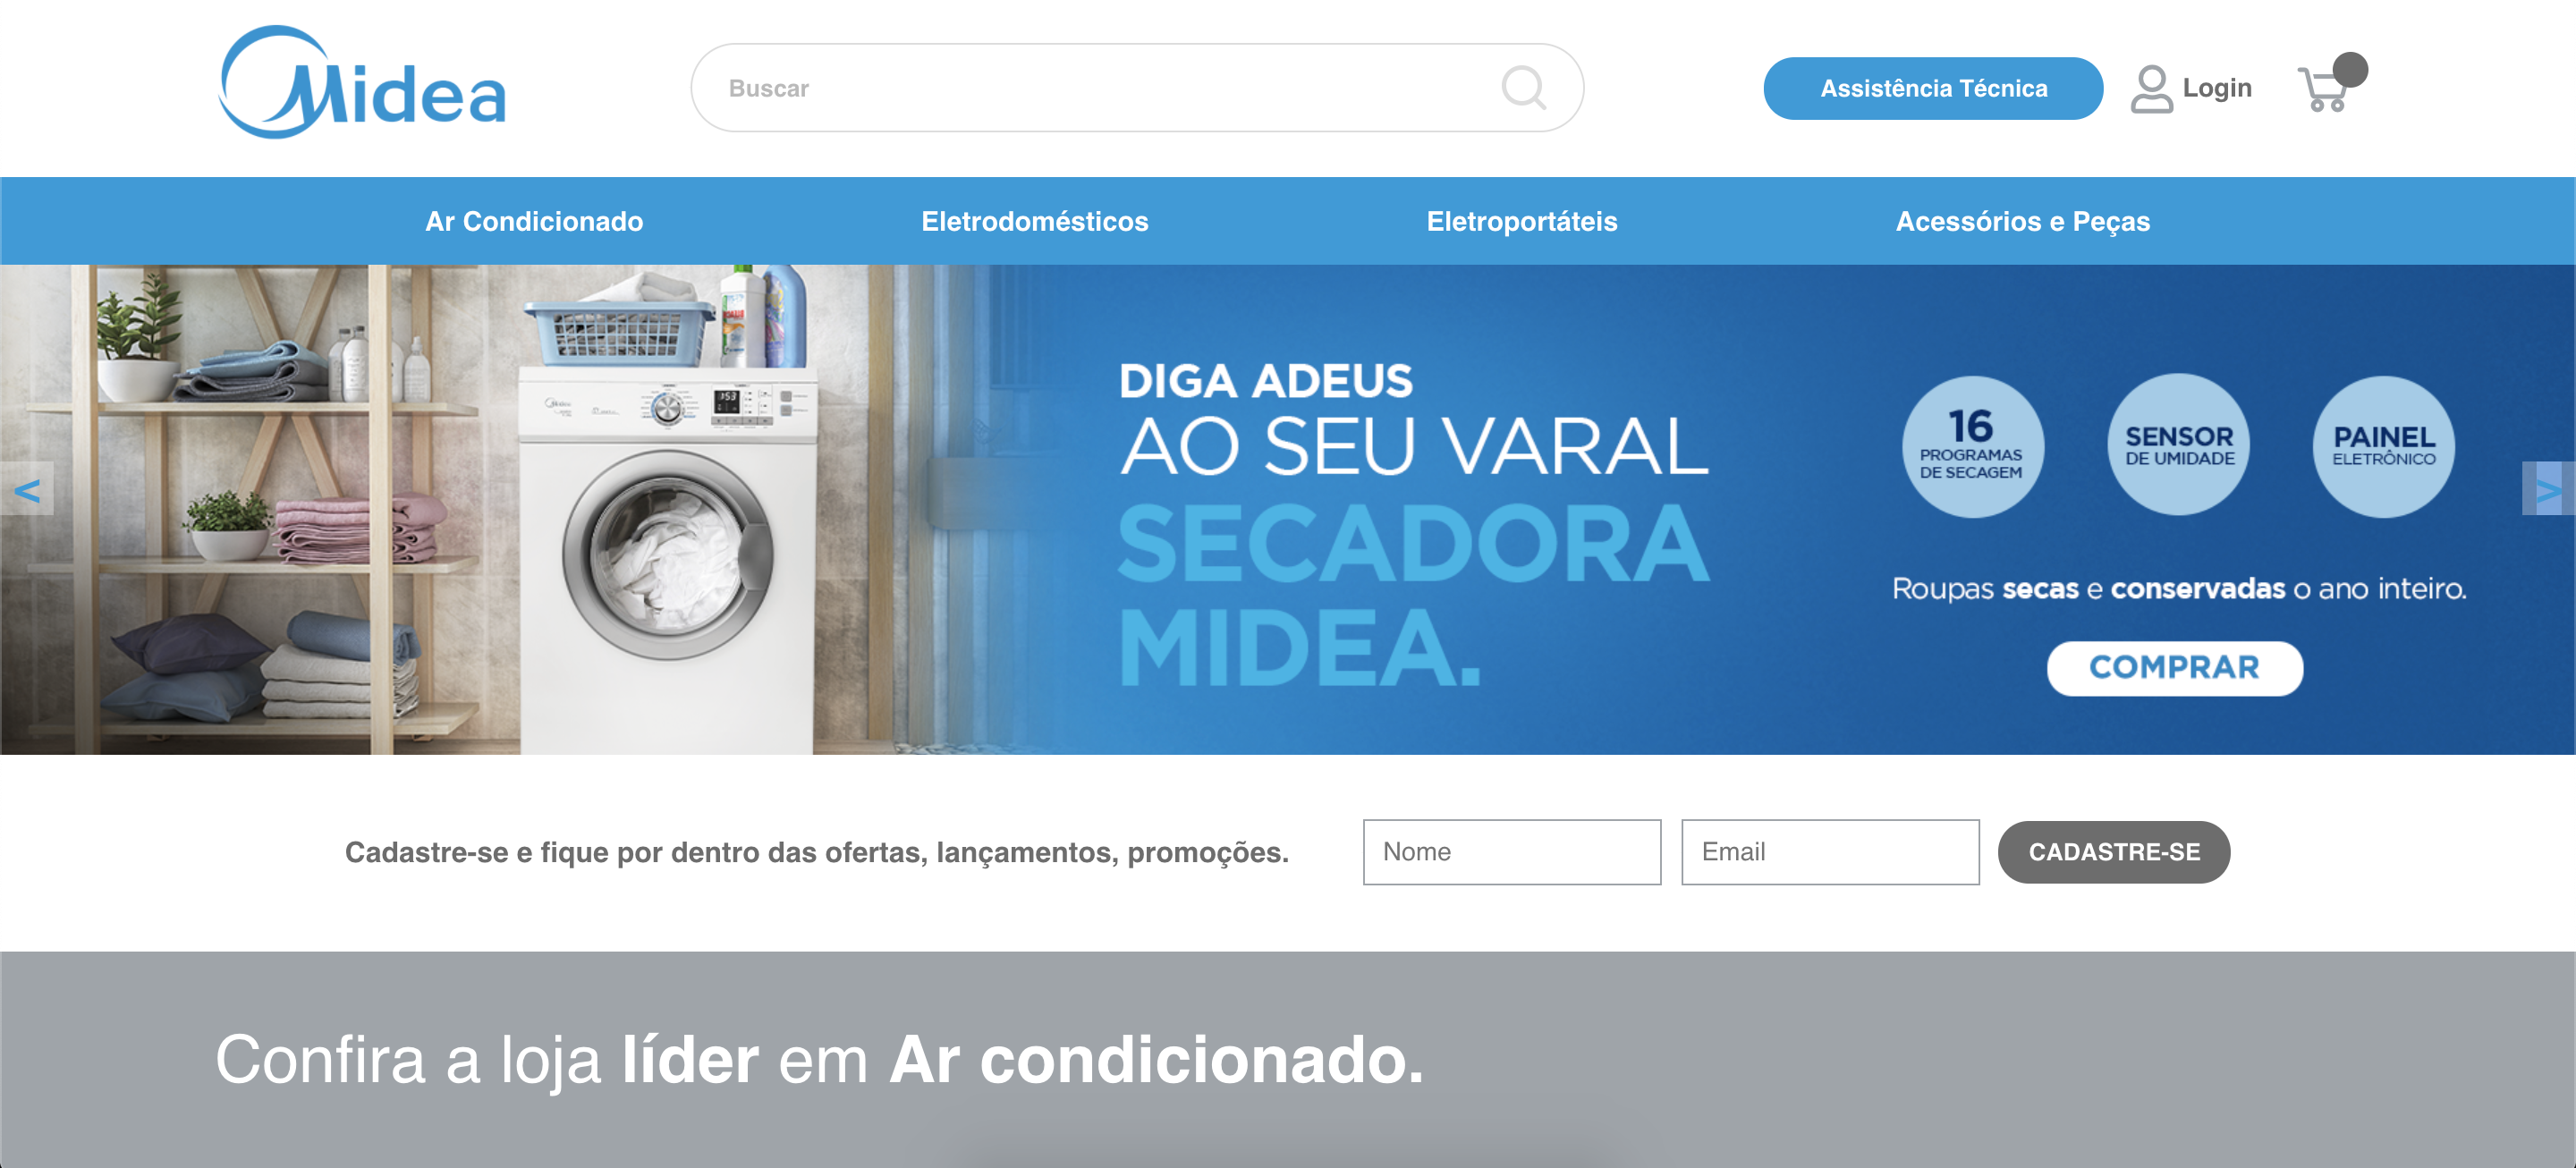 Midea
Buscar
Assistência Técnica
Login
Ar Condicionado
Eletrodomésticos
Eletroportáteis
Acessórios e Peças
DIGA ADEUS
AO SEU VARAL
SECADORA
MIDEA.
16
PROGRAMAS
DE SECAGEM
SENSOR
DE UMIDADE
PAINEL
ELETRÔNICO
Roupas secas e conservadas o ano inteiro.
COMPRAR
<
>
Midea
153
Cadastre-se e fique por dentro das ofertas, lançamentos, promoções.
Nome
Email
CADASTRE-SE
Confira a loja líder em Ar condicionado.